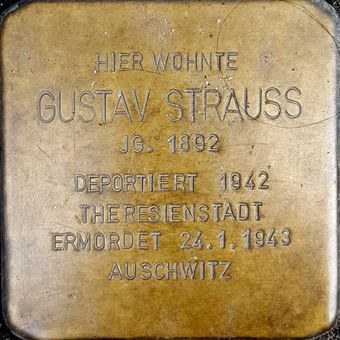 HIER WOHNTE
GUSTAV STRAUSS
JG. 1892
DEPORTIERT 1942
THERESIENSTADT
ERMORDET 24.1.1943
AUSCHWITZ